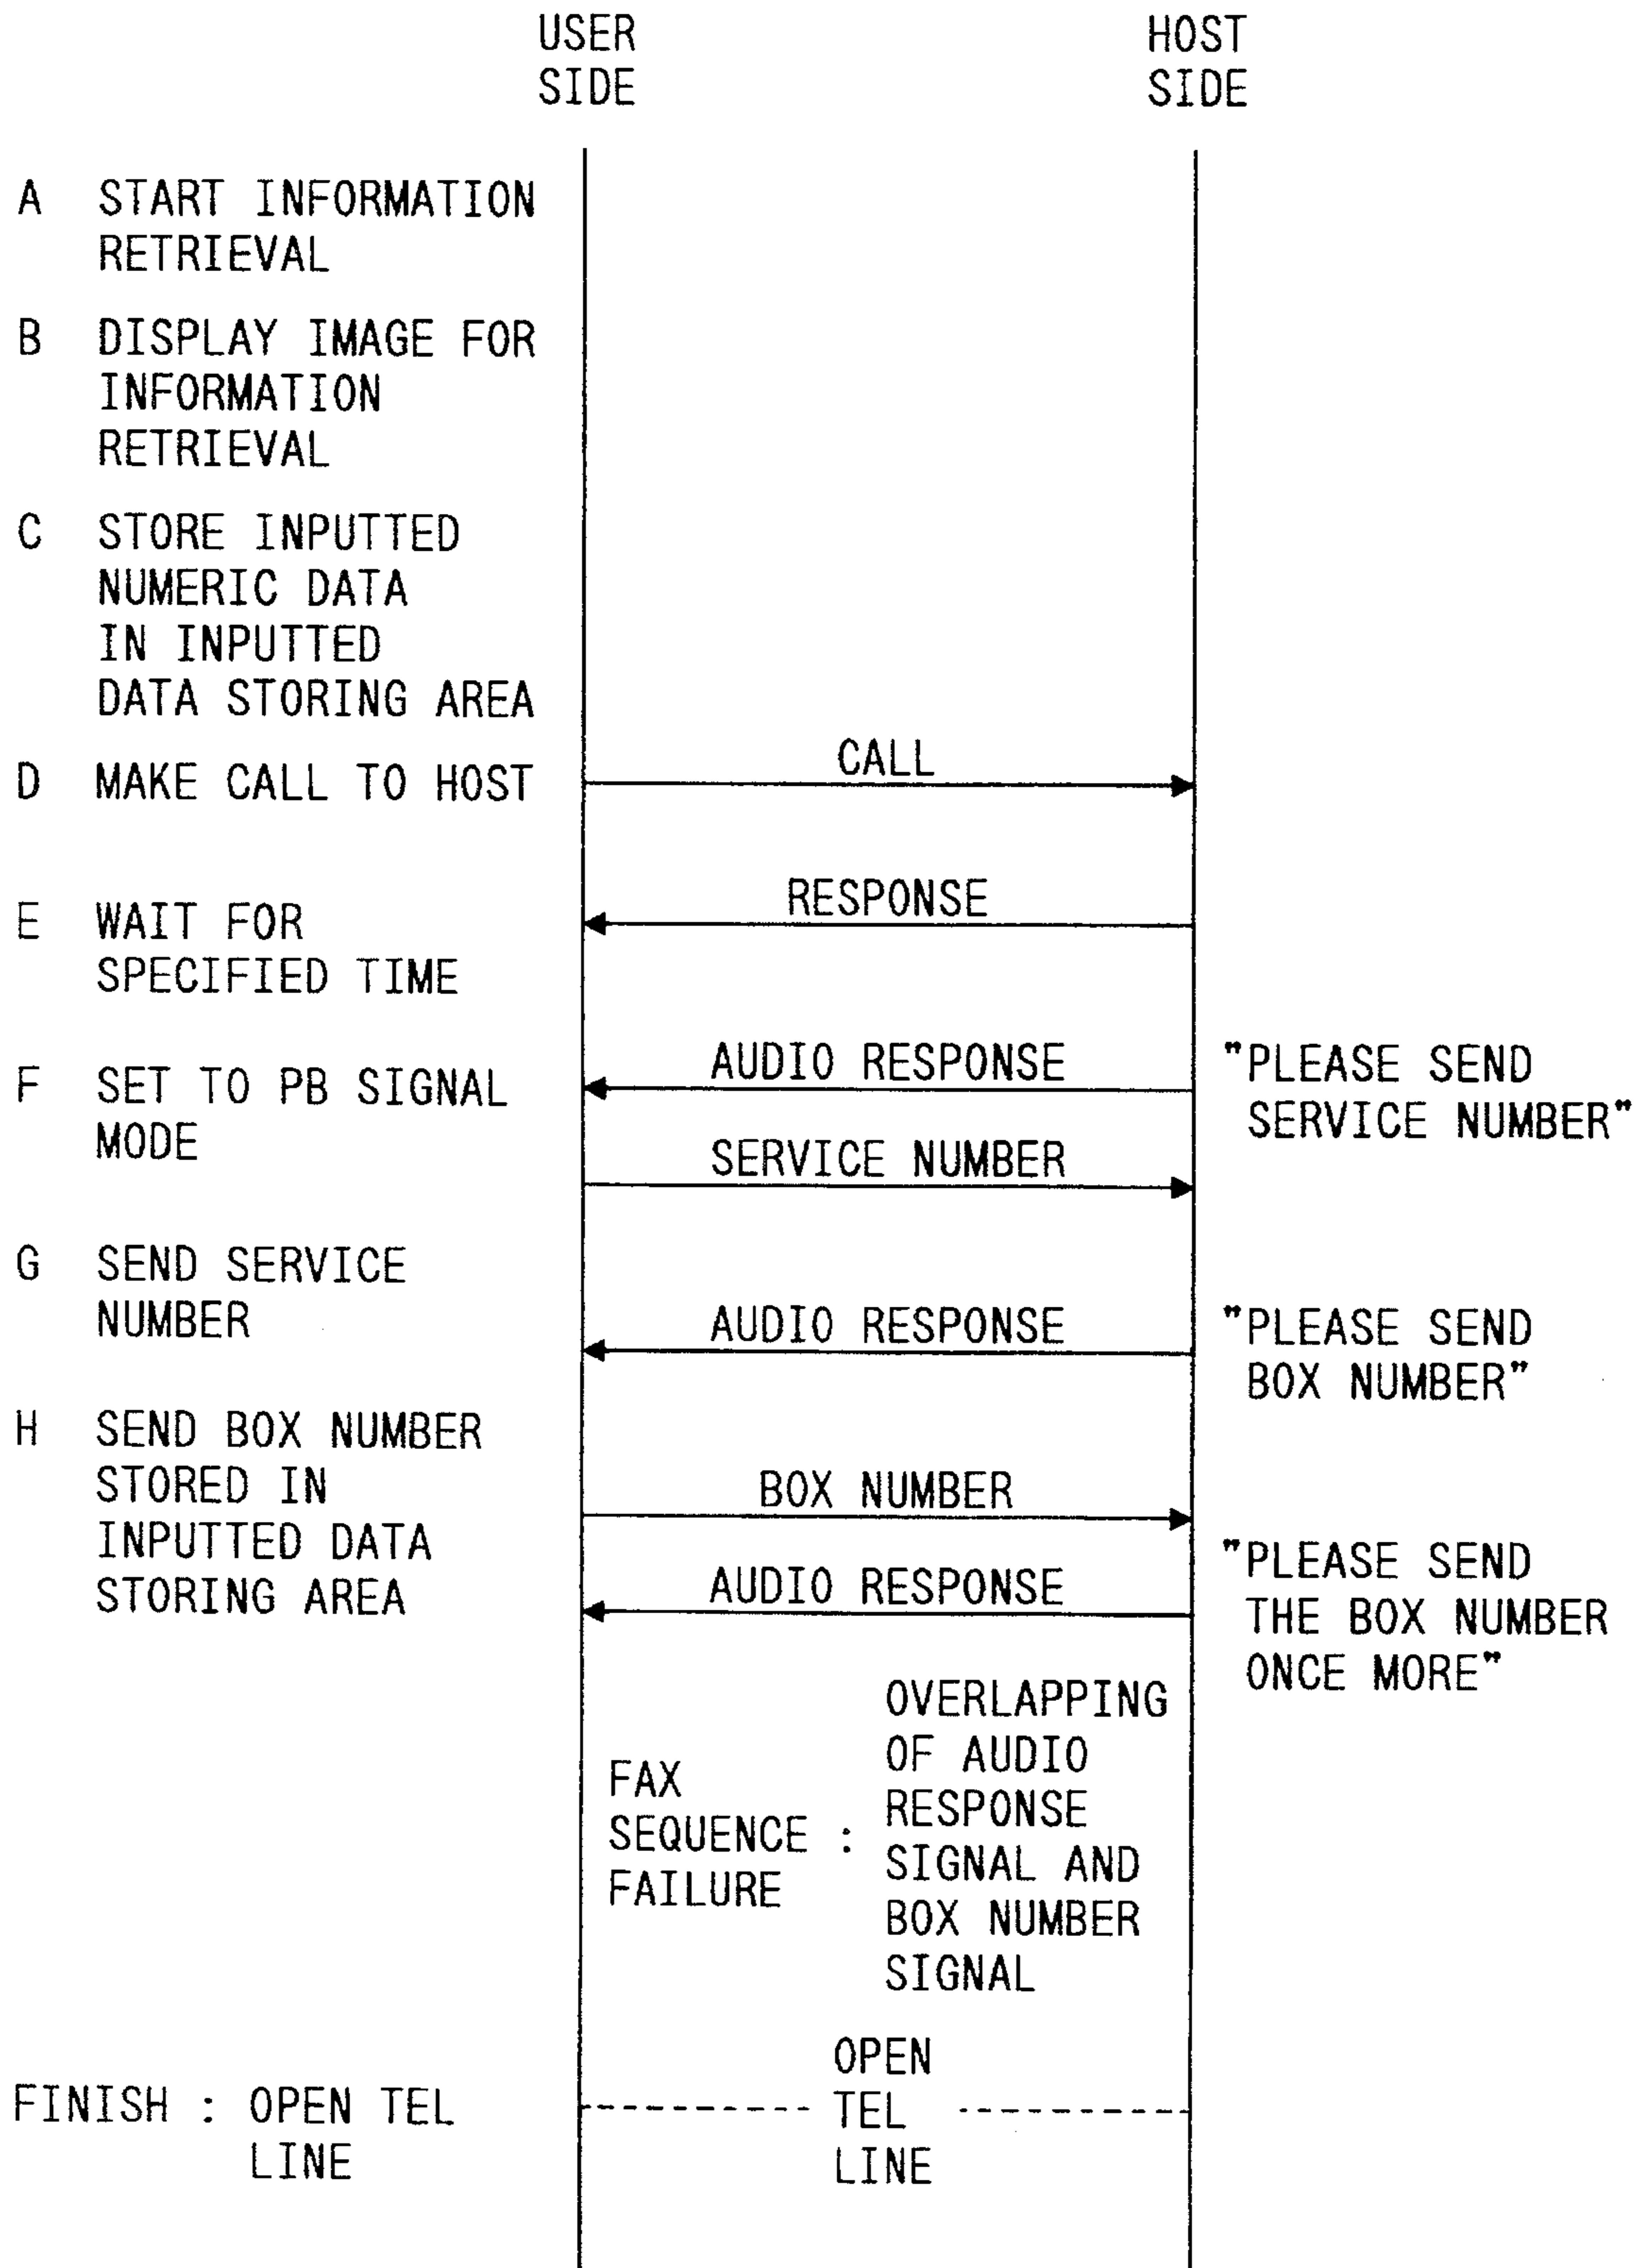 USER
SIDE
HOST
SIDE
A START INFORMATION
RETRIEVAL
B DISPLAY IMAGE FOR
INFORMATION
RETRIEVAL
C STORE INPUTTED
NUMERIC DATA
IN INPUTTED
DATA STORING AREA
D MAKE CALL TO HOST
CALL
RESPONSE
E WAIT FOR
SPECIFIED TIME
AUDIO RESPONSE
"PLEASE SEND
SERVICE NUMBER"
F SET TO PB SIGNAL
MODE
SERVICE NUMBER
G SEND SERVICE
NUMBER
AUDIO RESPONSE
"PLEASE SEND
BOX NUMBER"
H SEND BOX NUMBER
STORED IN
INPUTTED DATA
STORING AREA
BOX NUMBER
AUDIO RESPONSE
"PLEASE SEND
THE BOX NUMBER
ONCE MORE"
FAX
SEQUENCE :
FAILURE
OVERLAPPING
OF AUDIO
RESPONSE
SIGNAL AND
BOX NUMBER
SIGNAL
FINISH : OPEN TEL
LINE
OPEN
TEL
LINE